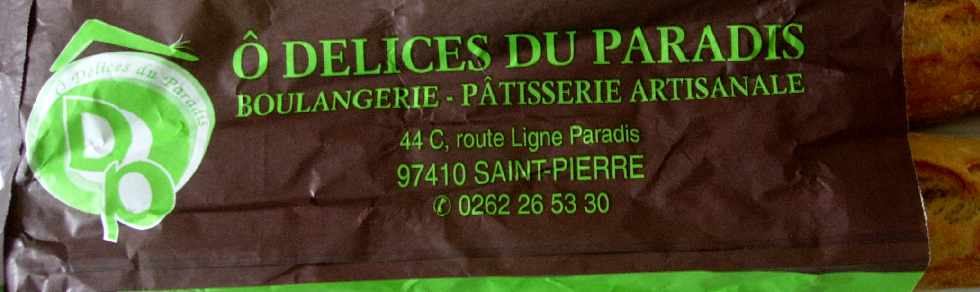 Ô Délices du Paradis
Dp
Ô DELICES DU PARADIS
BOULANGERIE - PÂTISSERIE ARTISANALE
44 C, route Ligne Paradis
97410 SAINT-PIERRE
✆ 0262 26 53 30